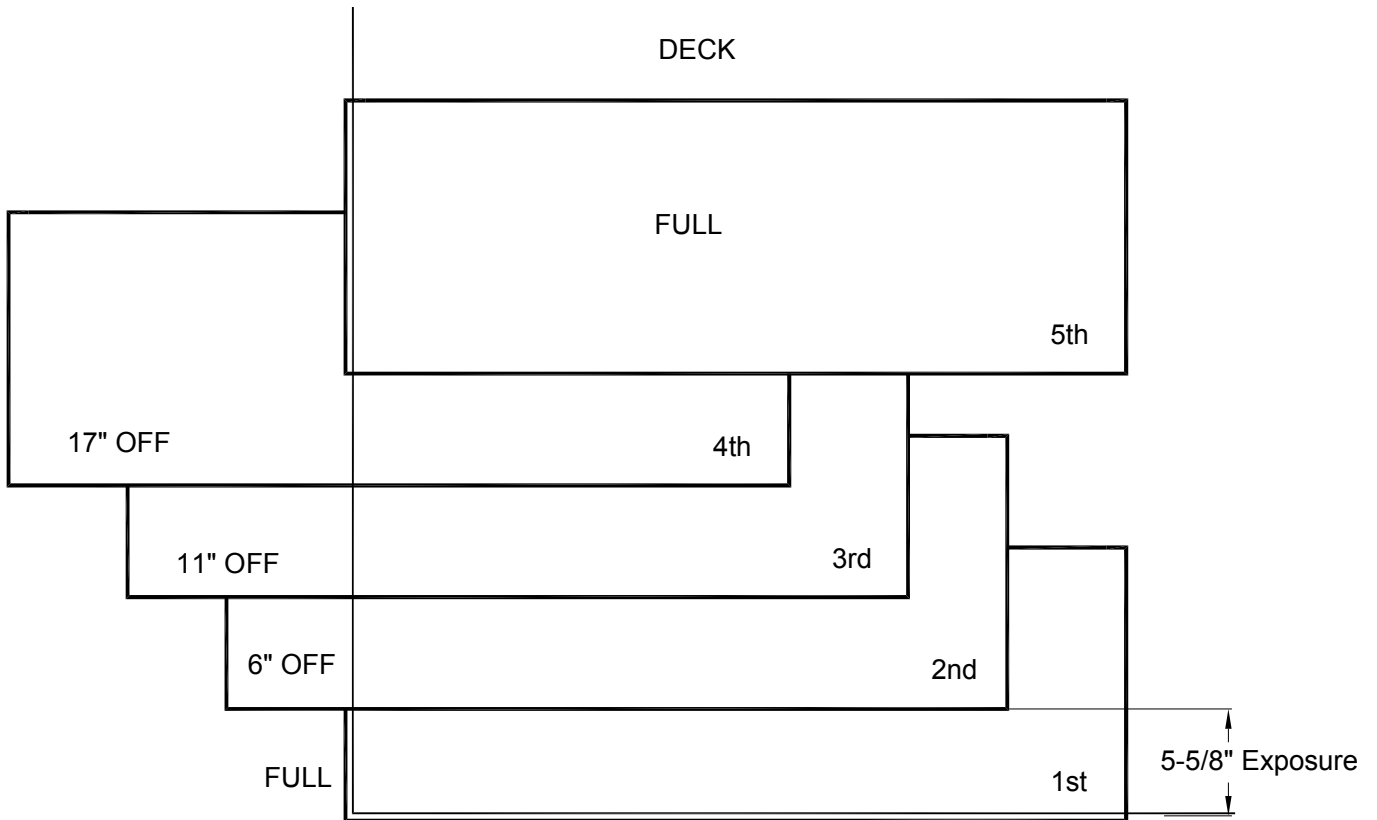 DECK
FULL
5th
17" OFF
4th
11" OFF
3rd
6" OFF
2nd
5-5/8" Exposure
FULL
1st